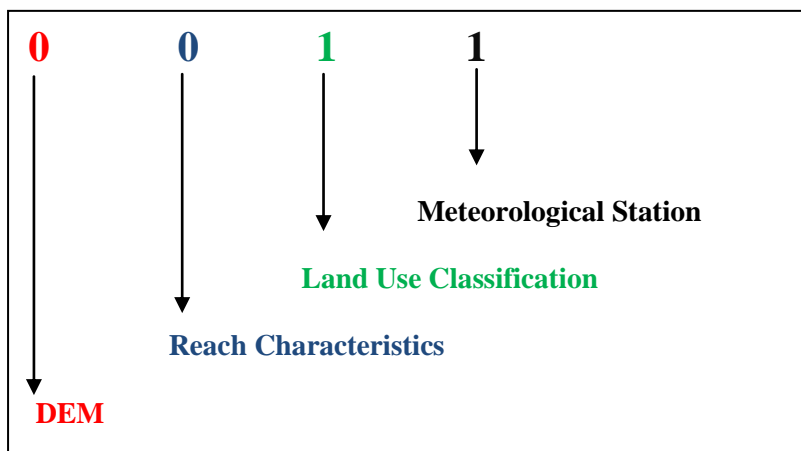 0 0 1 1
Meteorological Station
Land Use Classification
Reach Characteristics
DEM